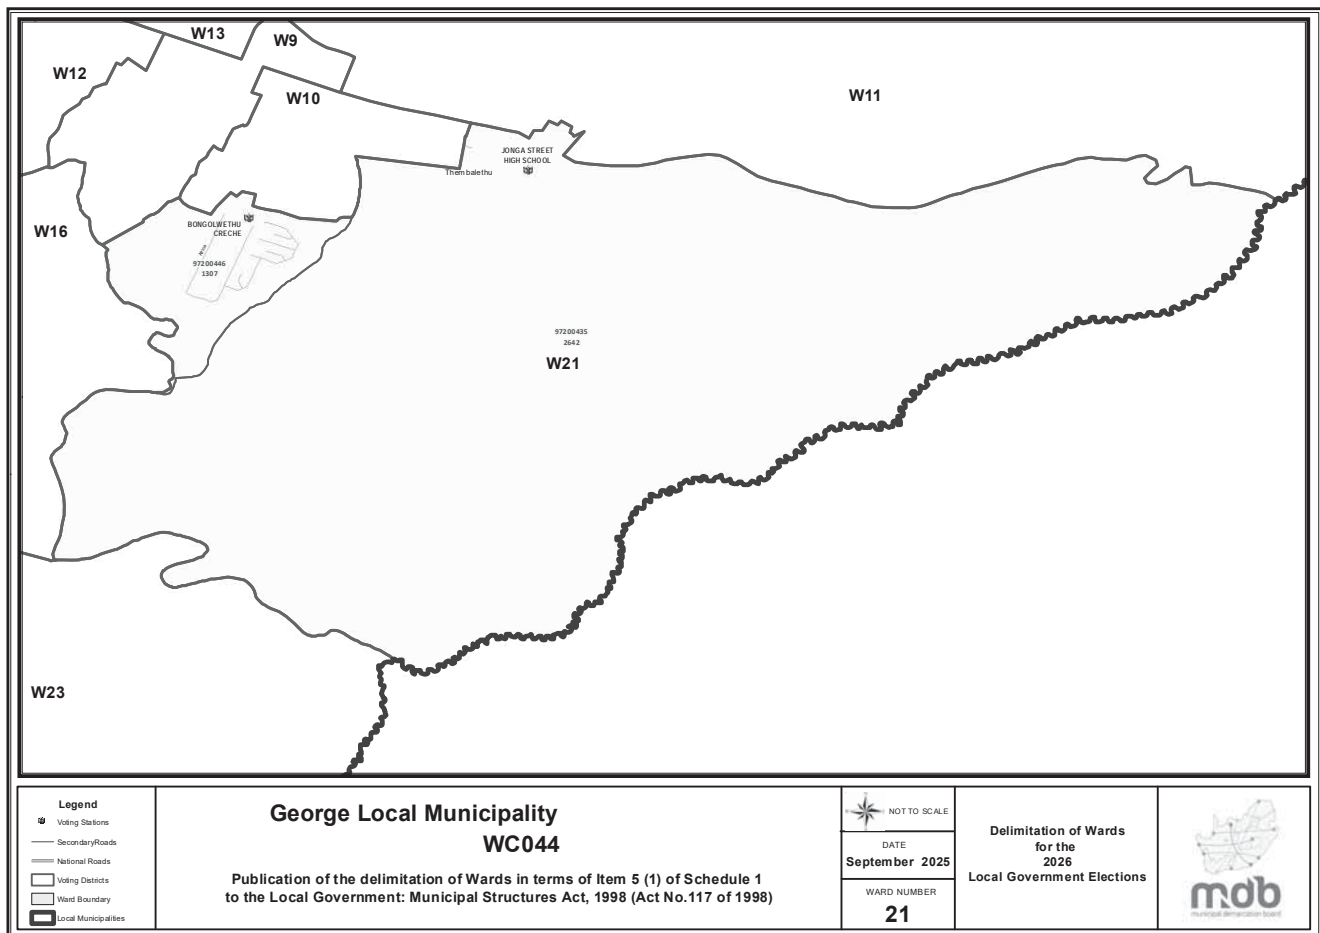 W13
W9
W12
W10
W11
JONGA STREET
HIGH SCHOOL
Thembalethu
BONGOLWETHU
CRECHE
W16
97200446
1307
97200435
2642
W21
W23
Legend
Voting Stations
SecondaryRoads
National Roads
Voting Districts
Ward Boundary
Local Municipalities
George Local Municipality
WC044
Publication of the delimitation of Wards in terms of Item 5 (1) of Schedule 1
to the Local Government: Municipal Structures Act, 1998 (Act No.117 of 1998)
NOT TO SCALE
DATE
September 2025
WARD NUMBER
21
Delimitation of Wards
for the
2026
Local Government Elections
mdb
municipal demarcation board